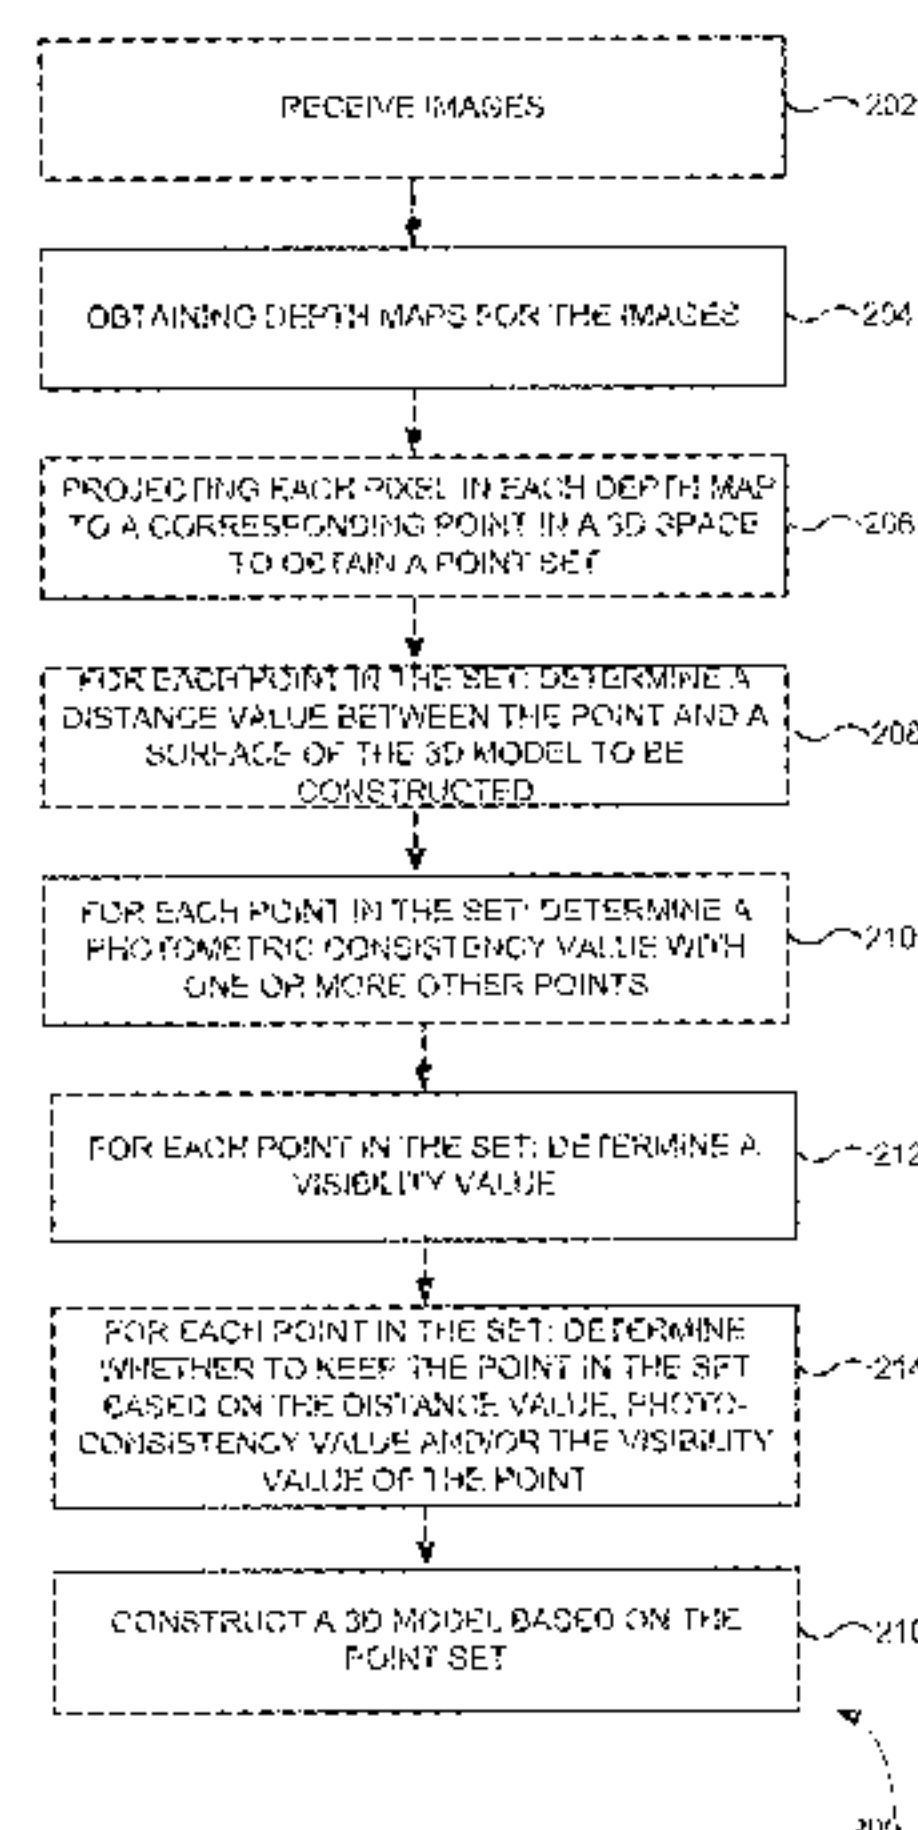 RECEIVE IMAGES
202
OBTAINING DEPTH MAPS FOR THE IMAGES
204
PROJECTING EACH PIXEL IN EACH DEPTH MAP
TO A CORRESPONDING POINT IN A 3D SPACE
TO OBTAIN A POINT SET
206
FOR EACH POINT IN THE SET: DETERMINE A
DISTANCE VALUE BETWEEN THE POINT AND A
SURFACE OF THE 3D MODEL TO BE
CONSTRUCTED
208
FOR EACH POINT IN THE SET: DETERMINE A
PHOTOMETRIC CONSISTENCY VALUE WITH
ONE OR MORE OTHER POINTS
210
FOR EACH POINT IN THE SET: DETERMINE A
VISIBILITY VALUE
212
FOR EACH POINT IN THE SET: DETERMINE
WHETHER TO KEEP THE POINT IN THE SET
BASED ON THE DISTANCE VALUE, PHOTO-
CONSISTENCY VALUE AND/OR THE VISIBILITY
VALUE OF THE POINT
214
CONSTRUCT A 3D MODEL BASED ON THE
POINT SET